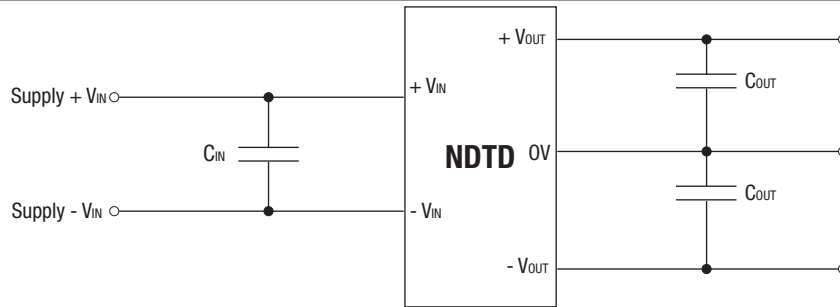 + VOUT
COUT
Supply + VIN
+ VIN
CIN
NDTD
0V
COUT
Supply - VIN
- VIN
- VOUT